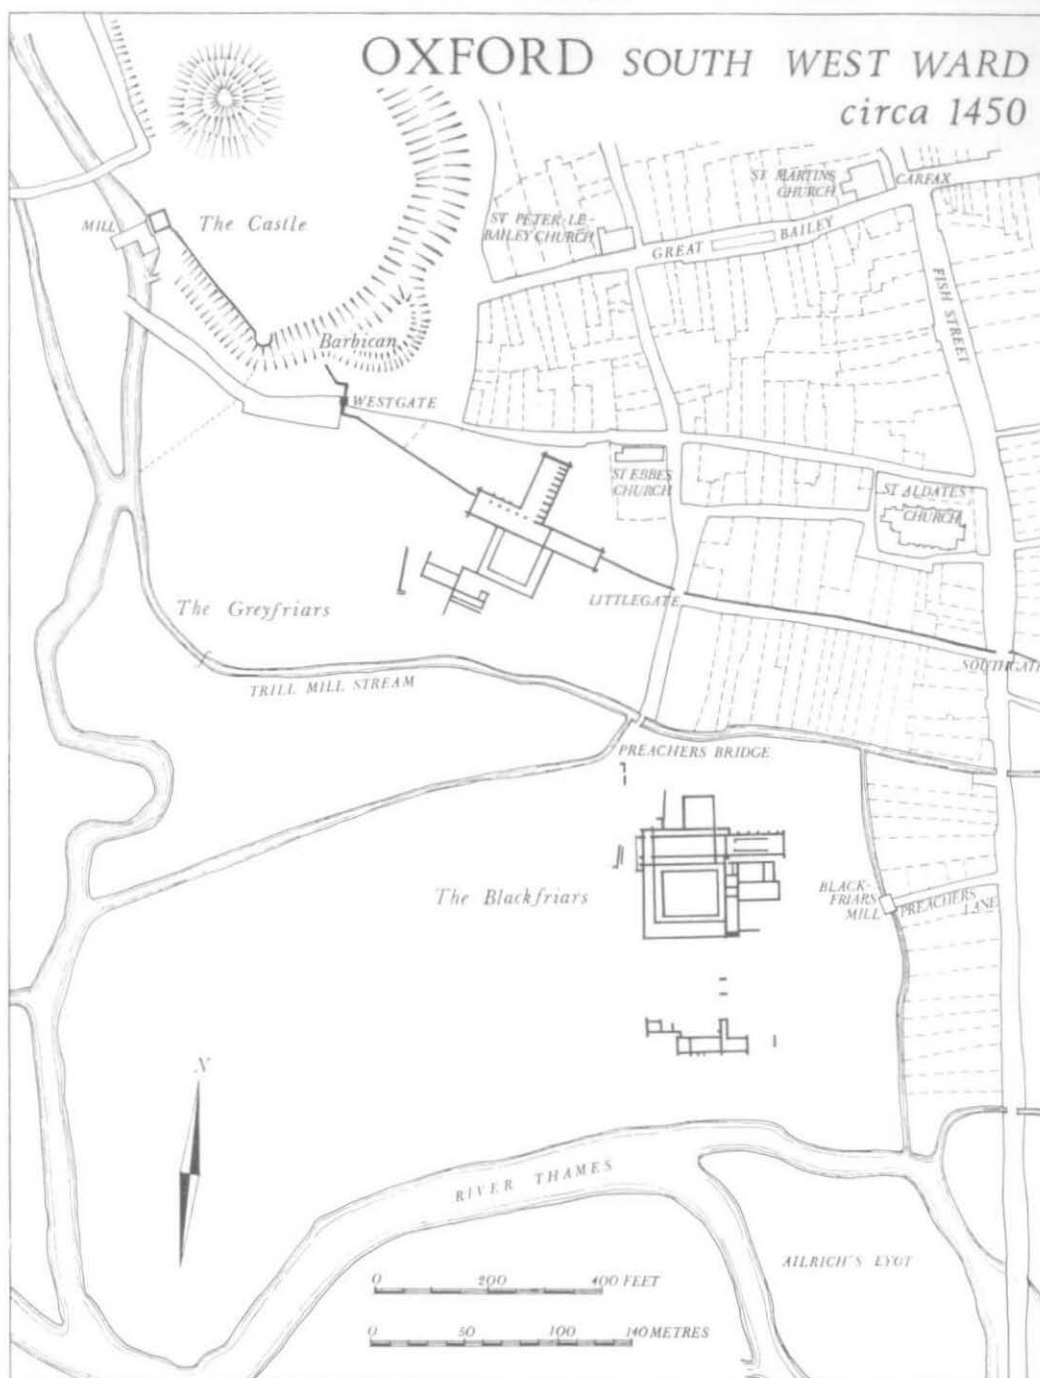 OXFORD SOUTH WEST WARD
circa 1450
ST MARTINS
CHURCH
CARFAX
MILL
The Castle
ST PETER-LE-
BAILEY CHURCH
GREAT BAILEY
FISH STREET
Barbican
WESTGATE
ST EBBES
CHURCH
ST ALDATES
CHURCH
The Greyfriars
LITTLEGATE
SOUTHGATE
TRILL MILL STREAM
PREACHERS BRIDGE
The Blackfriars
BLACK-
FRIARS
MILL
PREACHERS
LANE
N
RIVER THAMES
AILRICH'S EYOT
0 200 400 FEET
0 50 100 140 METRES